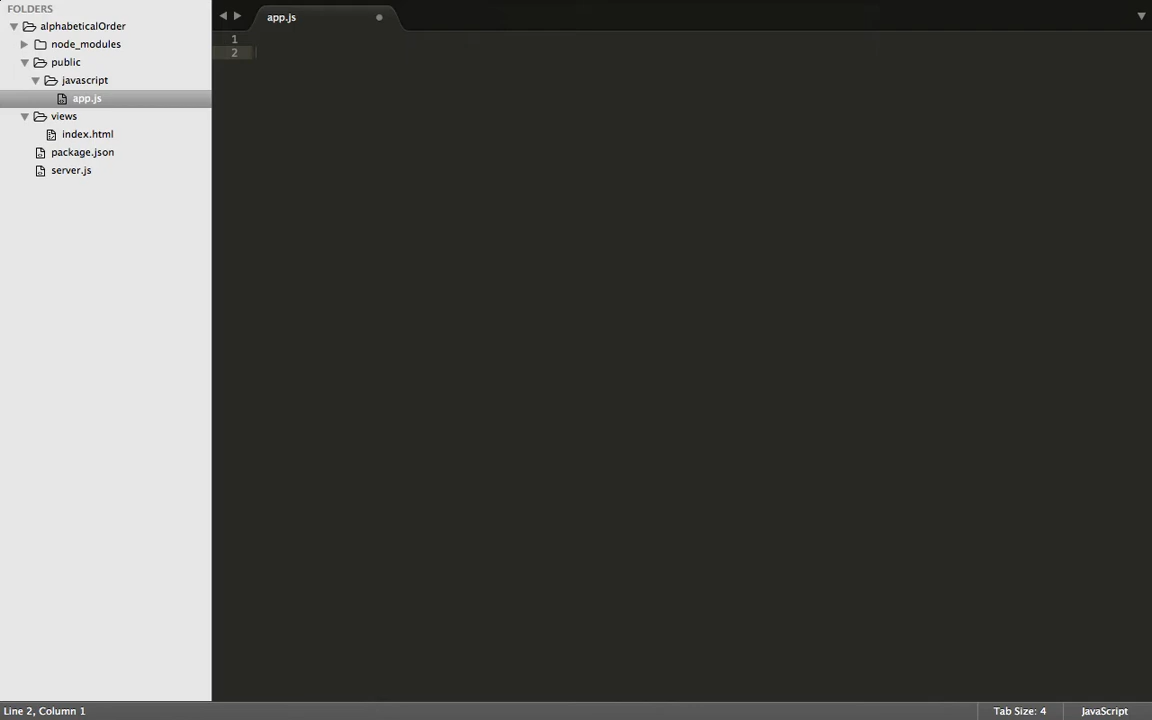 FOLDERS
alphabeticalOrder
node_modules
public
javascript
app.js
views
index.html
package.json
server.js
app.js
1
2
Line 2, Column 1
Tab Size: 4
JavaScript